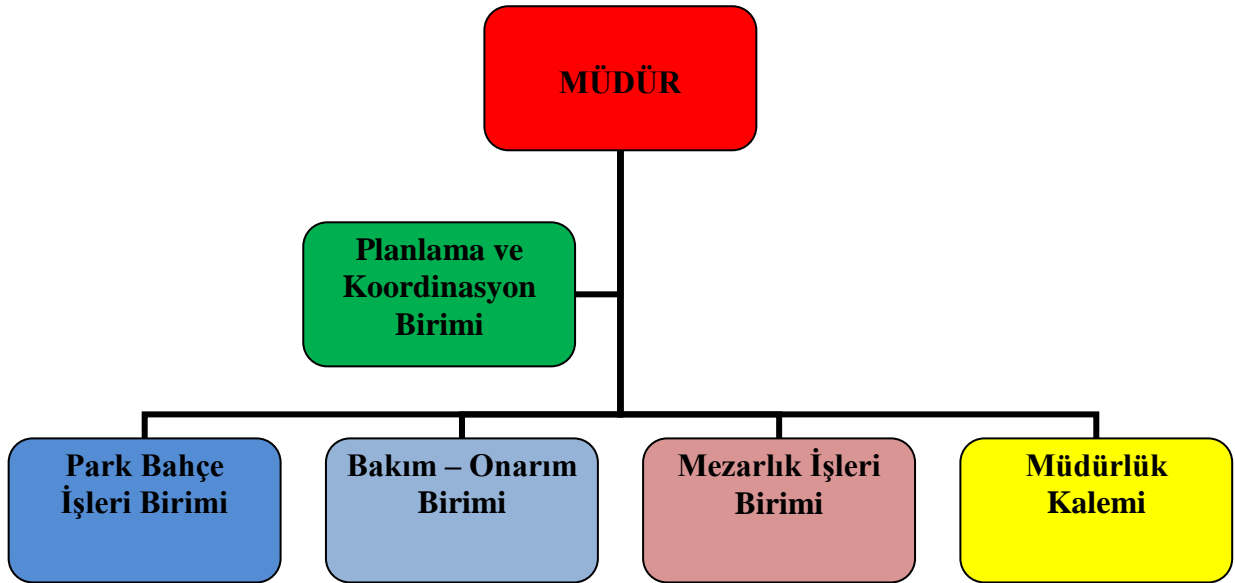 MÜDÜR
Planlama ve
Koordinasyon
Birimi
Park Bahçe
İşleri Birimi
Bakım – Onarım
Birimi
Mezarlık İşleri
Birimi
Müdürlük
Kalemi